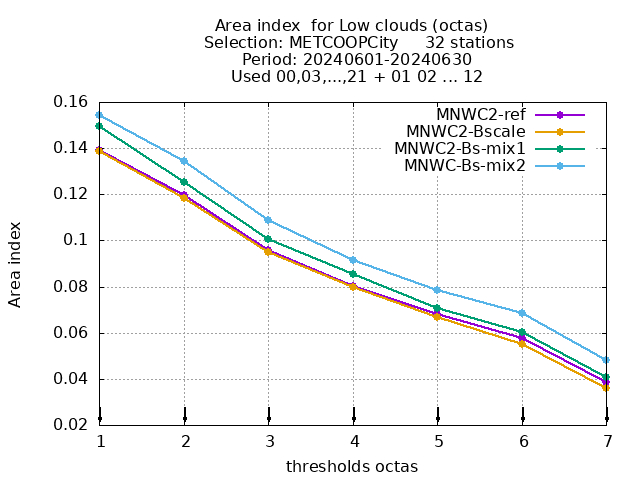 Area index  for Low clouds (octas)
Selection: METCOOPCity     32 stations
Period: 20240601-20240630
Used 00,03,...,21 + 01 02 ... 12
MNWC2-ref
MNWC2-Bscale
MNWC2-Bs-mix1
MNWC-Bs-mix2
Area index
0.16
0.14
0.12
0.1
0.08
0.06
0.04
0.02
1 2 3 4 5 6 7
thresholds octas